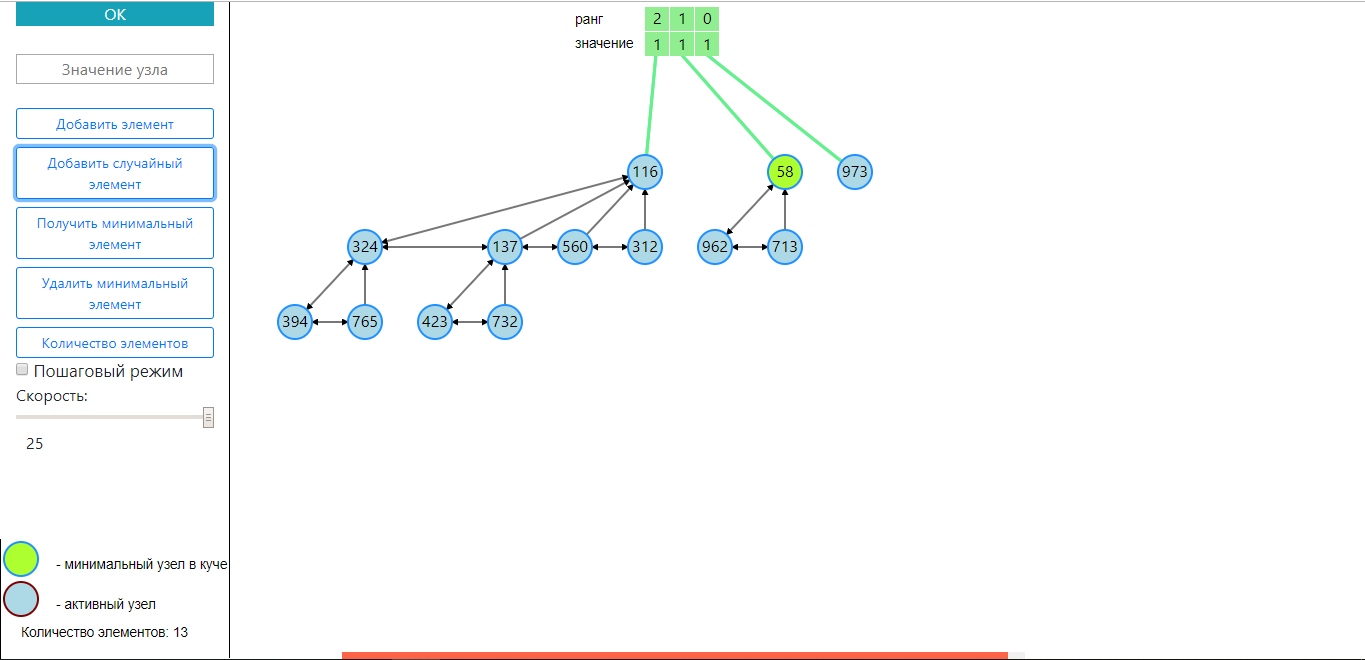 OK
Значение узла
Добавить элемент
Добавить случайный
элемент
Получить минимальный
элемент
Удалить минимальный
элемент
Количество элементов
Пошаговый режим
Скорость:
25
- минимальный узел в куче
- активный узел
Количество элементов: 13
ранг 2 1 0
значение 1 1 1
116 58 973
324 137 560 312 962 713
394 765 423 732